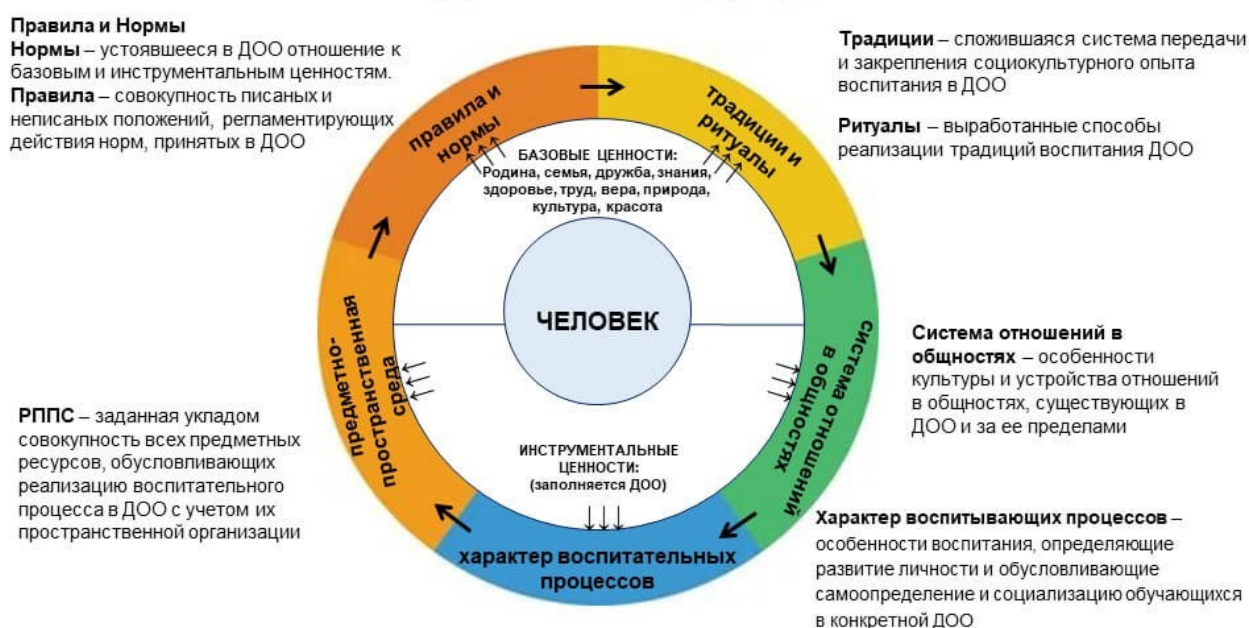 Правила и Нормы
Нормы – устоявшееся в ДОО отношение к
базовым и инструментальным ценностям.
Правила – совокупность писаных и
неписаных положений, регламентирующих
действия норм, принятых в ДОО
Традиции – сложившаяся система передачи
и закрепления социокультурного опыта
воспитания в ДОО
Ритуалы – выработанные способы
реализации традиций воспитания ДОО
правила и
нормы
традиции и
ритуалы
БАЗОВЫЕ ЦЕННОСТИ:
Родина, семья, дружба, знания,
здоровье, труд, вера, природа,
культура, красота
ЧЕЛОВЕК
предметно-
пространственная
среда
система отношений
в общностях
Система отношений в
общностях – особенности
культуры и устройства отношений
в общностях, существующих в
ДОО и за ее пределами
РППС – заданная укладом
совокупность всех предметных
ресурсов, обусловливающих
реализацию воспитательного
процесса в ДОО с учетом их
пространственной организации
ИНСТРУМЕНТАЛЬНЫЕ
ЦЕННОСТИ:
(заполняется ДОО)
характер воспитательных
процессов
Характер воспитывающих процессов –
особенности воспитания, определяющие
развитие личности и обусловливающие
самоопределение и социализацию обучающихся
в конкретной ДОО